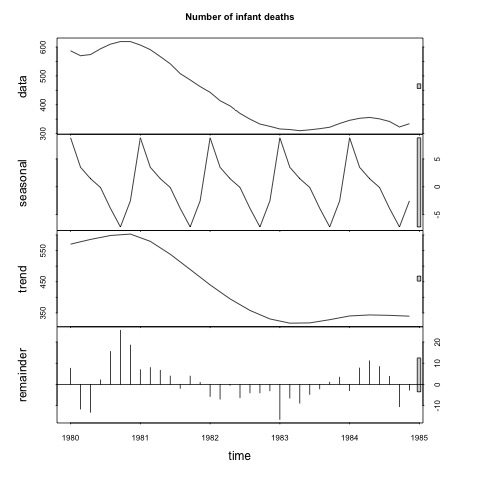 Number of infant deaths
data
300 400 500 600
seasonal
-5 0 5
trend
350 450 550
remainder
-10 0 10 20
1980 1981 1982 1983 1984 1985
time